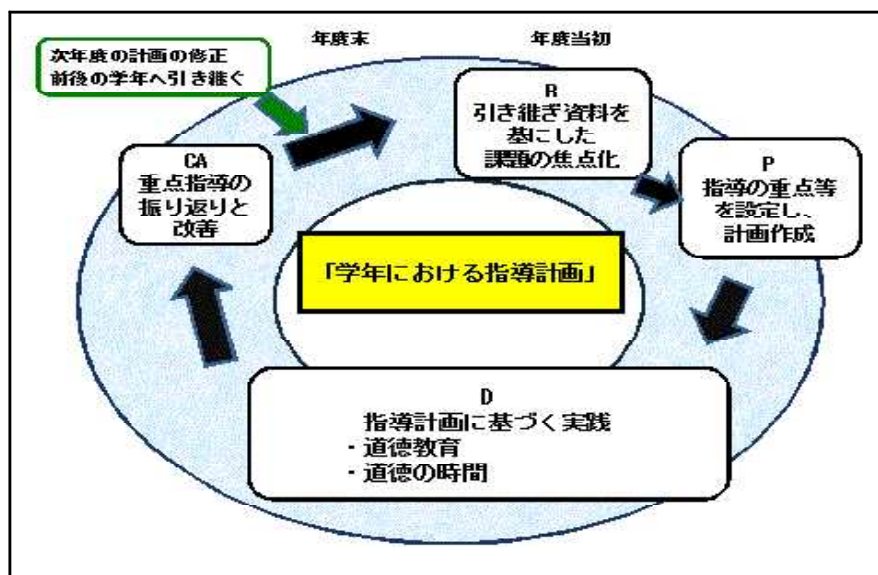 年度末
年度当初
次年度の計画の修正
前後の学年へ引き継ぐ
R
引き継ぎ資料を
基にした
課題の焦点化
CA
重点指導の
振り返りと
改善
P
指導の重点等
を設定し、
計画作成
「学年における指導計画」
D
指導計画に基づく実践
・道徳教育
・道徳の時間